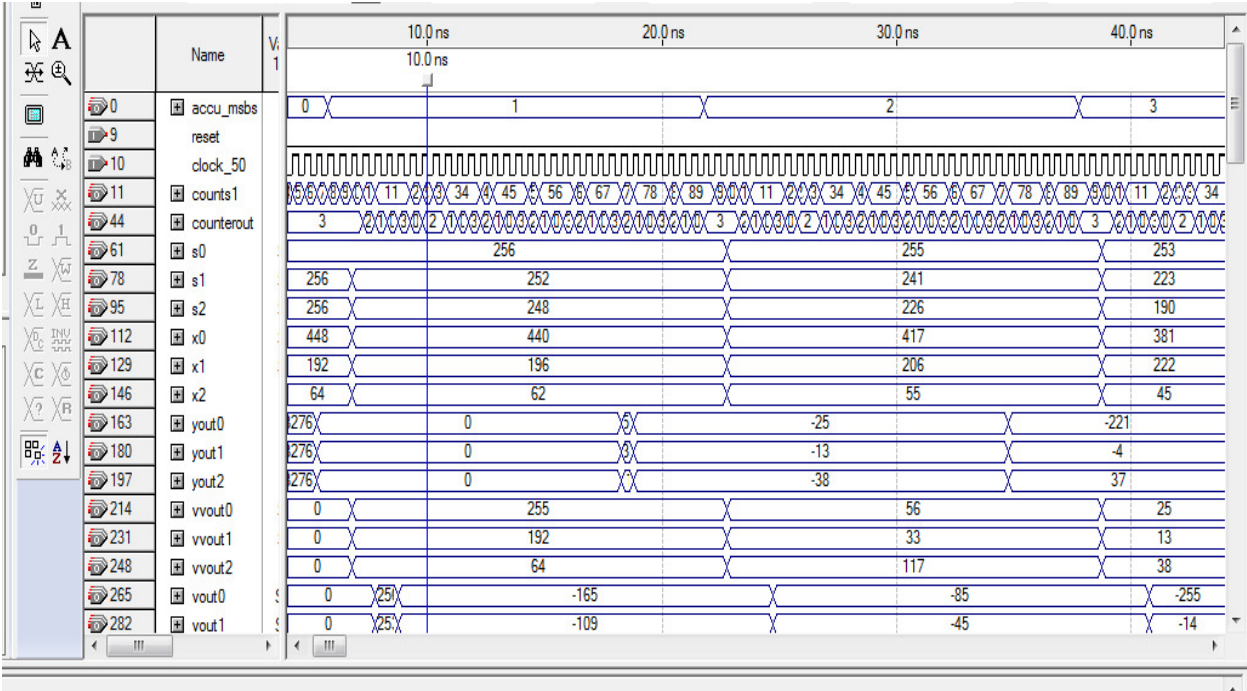 10.0 ns 20.0 ns 30.0 ns 40.0 ns
Name 10.0 ns
A
0 accu_msbs 0 1 2 3
9 reset
10 clock_50
11 counts1 11 34 45 56 67 78 89 11 34 45 56 67 78 89 11 34
44 counterout 3 2 3 2 3 2
61 s0 256 255 253
78 s1 256 252 241 223
95 s2 256 248 226 190
112 x0 448 440 417 381
129 x1 192 196 206 222
146 x2 64 62 55 45
163 yout0 276 0 -25 -221
180 yout1 276 0 -13 -4
197 yout2 276 0 -38 37
214 vvout0 0 255 56 25
231 vvout1 0 192 33 13
248 vvout2 0 64 117 38
265 vout0 0 -165 -85 -255
282 vout1 0 -109 -45 -14